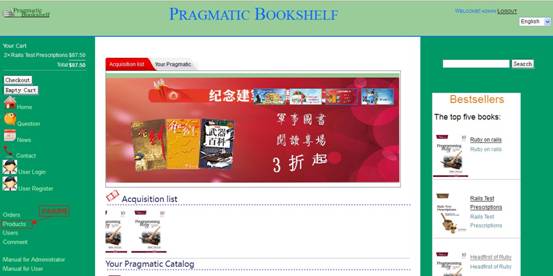 Pragmatic
Bookshelf
PRAGMATIC BOOKSHELF
Welcome! admin LOGOUT
English
Your Cart
2× Rails Test Prescriptions $87.50
Total $87.50
Checkout
Empty Cart
Home
Question
News
Contact
User Login
User Register
Orders
Products
Users
Comment
Manual for Administrator
Manual for User
Acquisition list
Your Pragmatic
纪念建
武器
百科
軍事圖書
閱讀專場
3折起
Acquisition list
Your Pragmatic Catalog
Search
Bestsellers
The top five books:
Ruby on rails
Ruby on rails
Rails Test
Prescriptions
Rails Test
Prescriptions
Headfirst of Ruby
Headfirst of Ruby